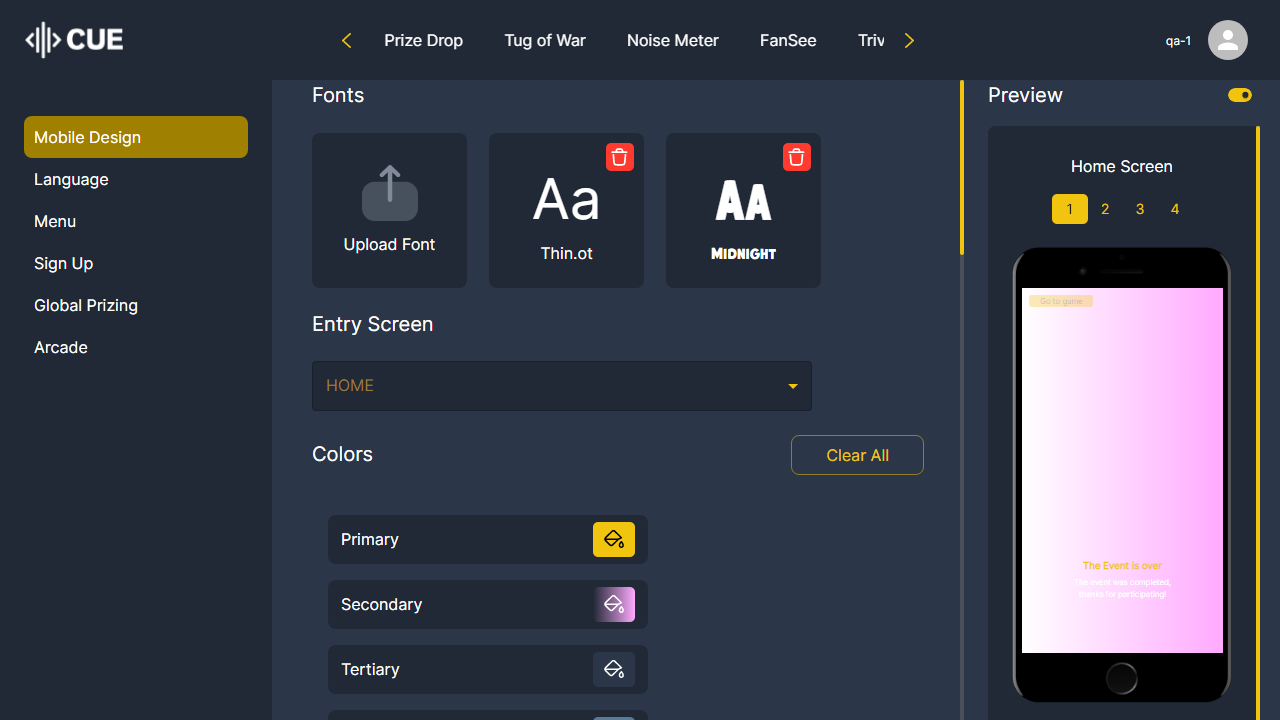 CUE
Prize Drop
Tug of War
Noise Meter
FanSee
Triv
qa-1
Mobile Design
Language
Menu
Sign Up
Global Prizing
Arcade
Fonts
Upload Font
Aa
Thin.ot
AA
MIDNIGHT
Entry Screen
HOME
Colors
Clear All
Primary
Secondary
Tertiary
Preview
Home Screen
1 2 3 4
Go to game
The Event is over
The event was completed,
thanks for participating!